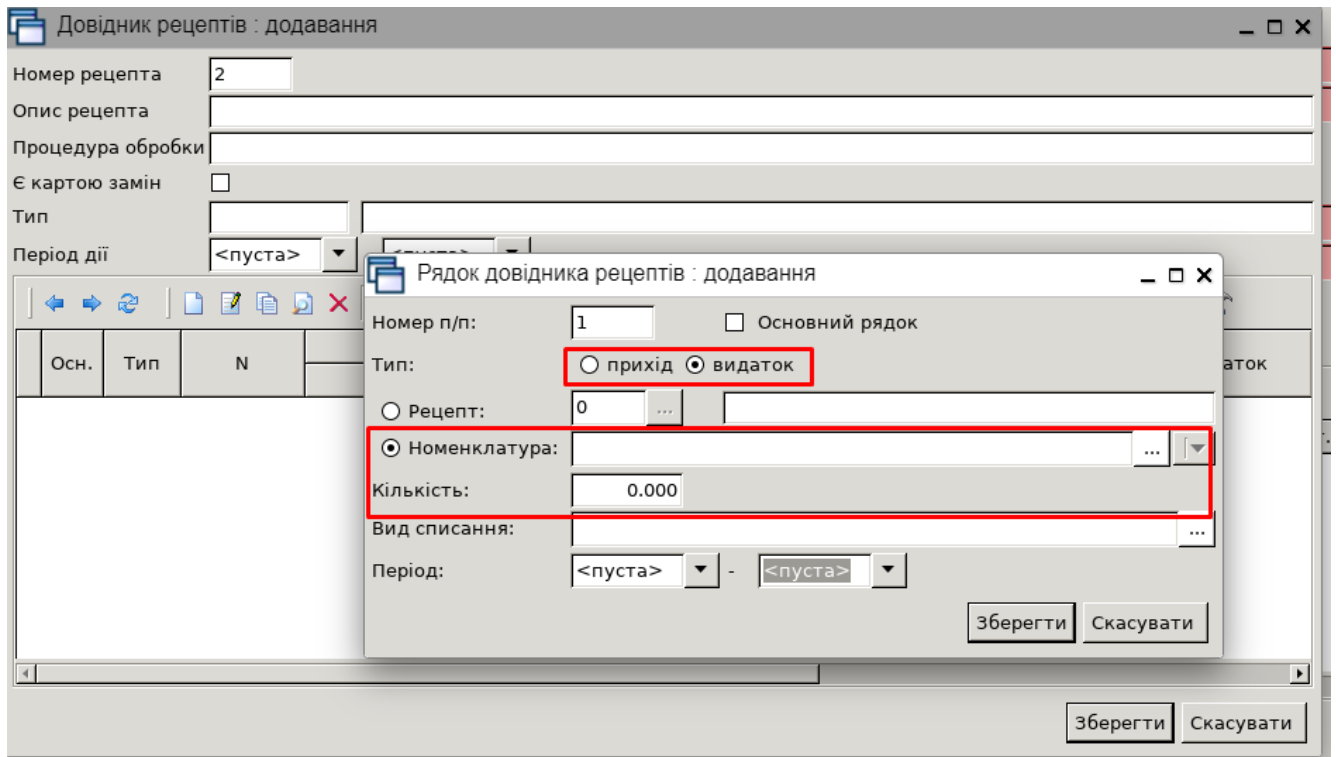 Довідник рецептів : додавання
Номер рецепта 2
Опис рецепта
Процедура обробки
Є картою замін
Тип
Період дії <пуста>
Осн. Тип N
Рядок довідника рецептів : додавання
Номер п/п: 1 Основний рядок
Тип: прихід видаток
Рецепт: 0 ...
Номенклатура: ...
Кількість: 0.000
Вид списання: ...
Період: <пуста> - <пуста>
Зберегти Скасувати
аток
Зберегти Скасувати